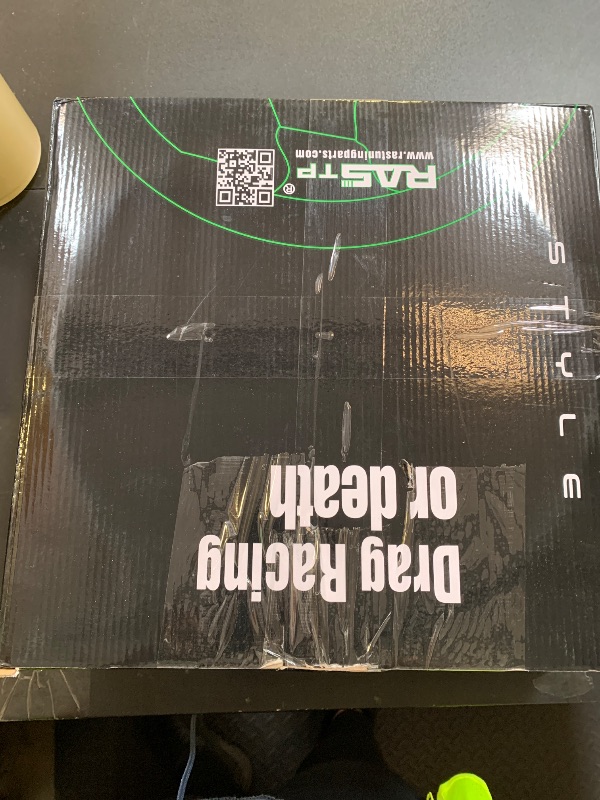 Drag Racing
or death
STYLE
RASTP®
www.rastuningparts.com